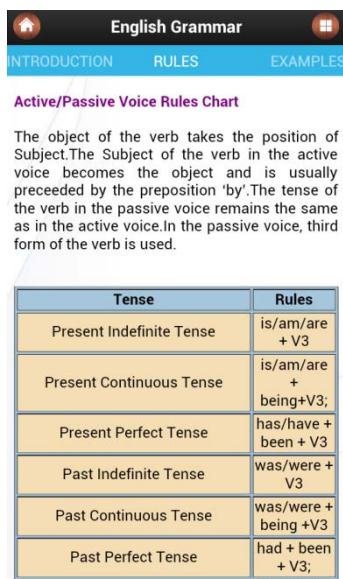 English Grammar
INTRODUCTION RULES EXAMPLES
Active/Passive Voice Rules Chart
The object of the verb takes the position of
Subject.The Subject of the verb in the active
voice becomes the object and is usually
preceeded by the preposition ‘by’.The tense of
the verb in the passive voice remains the same
as in the active voice.In the passive voice, third
form of the verb is used.
Tense Rules
Present Indefinite Tense is/am/are
+ V3
Present Continuous Tense is/am/are
+
being+V3;
Present Perfect Tense has/have +
been + V3
Past Indefinite Tense was/were +
V3
Past Continuous Tense was/were +
being +V3
Past Perfect Tense had + been
+ V3;